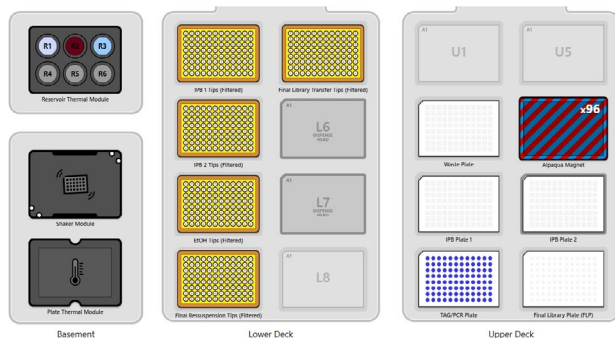 R1
R2
R3
R4
R5
R6
Reservoir Thermal Module
Shaker Module
Plate Thermal Module
Basement
IPB 1 Tips (Filtered)
Final Library Transfer Tips (Filtered)
IPB 2 Tips (Filtered)
A1
L6
DISPENSE
HEAD
EtOH Tips (Filtered)
A1
L7
DISPENSE
HEAD
Final Ressuspension Tips (Filtered)
A1
L8
Lower Deck
A1
U1
A1
U5
Waste Plate
x96
Alpaqua Magnet
IPB Plate 1
IPB Plate 2
TAG/PCR Plate
Final Library Plate (FLP)
Upper Deck